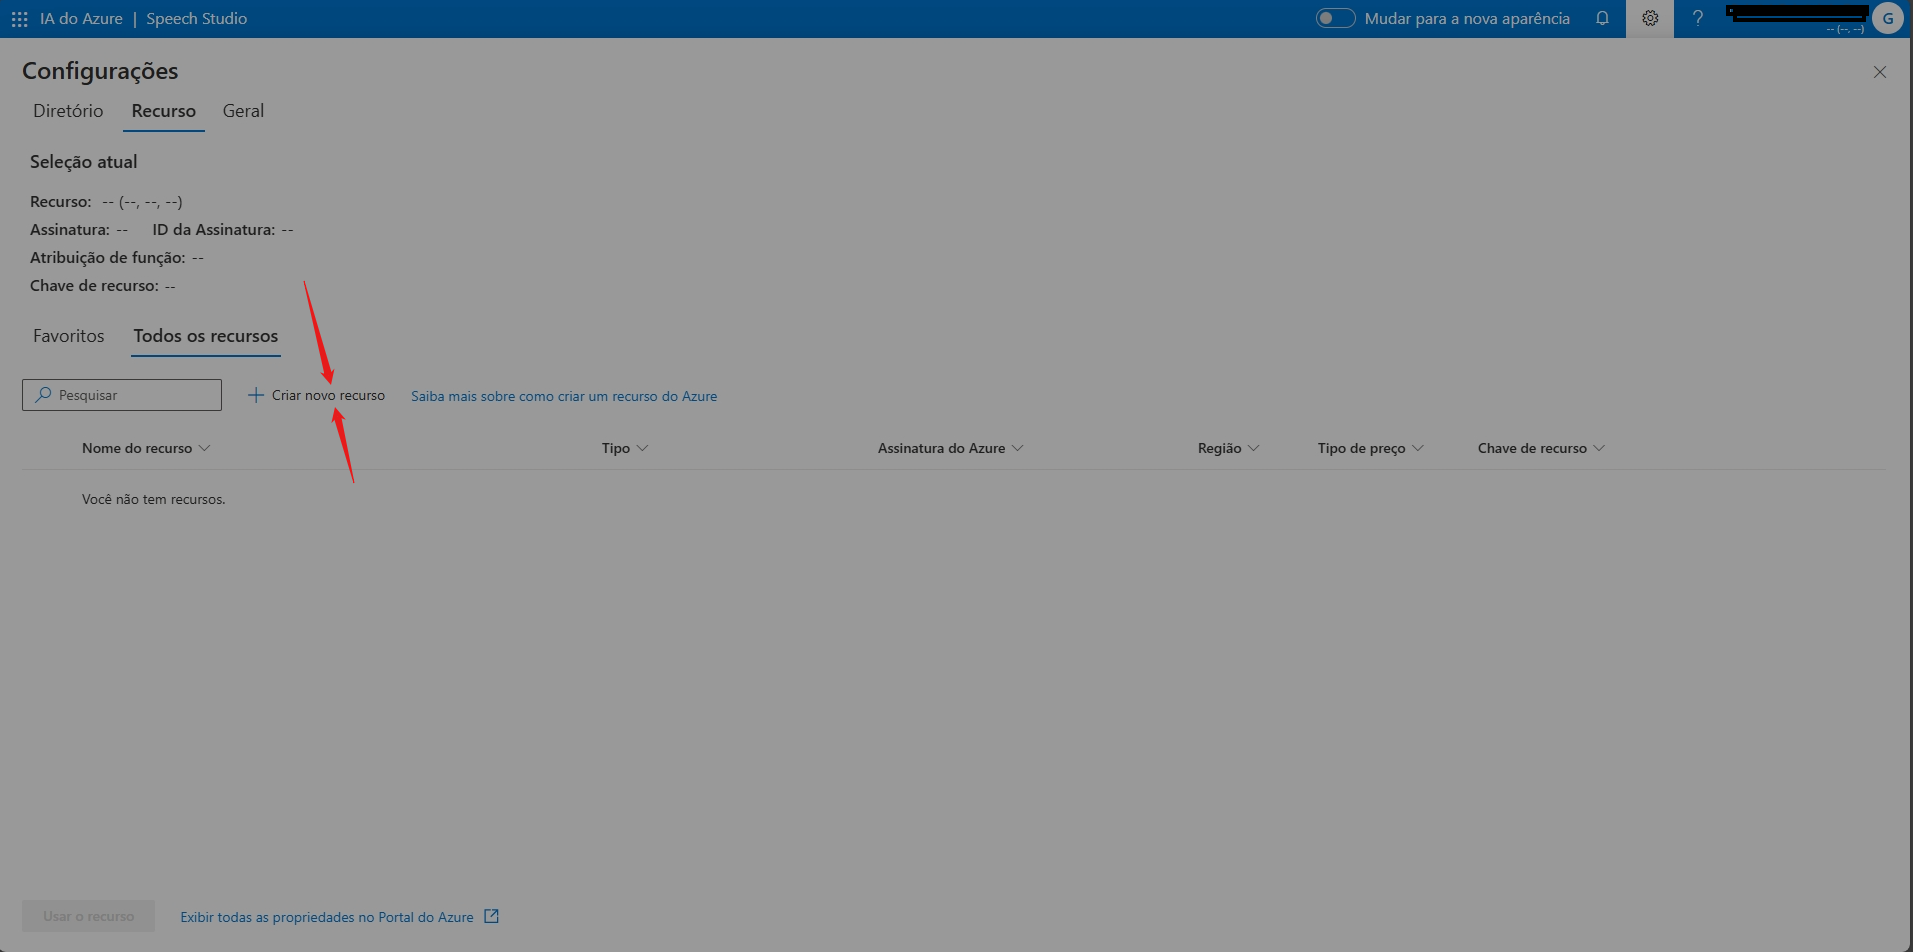 IA do Azure | Speech Studio
Mudar para a nova aparência
?
-- (--, --)
G
Configurações
Diretório Recurso Geral
Seleção atual
Recurso: -- (--, --, --)
Assinatura: -- ID da Assinatura: --
Atribuição de função: --
Chave de recurso: --
Favoritos Todos os recursos
Pesquisar
Criar novo recurso
Saiba mais sobre como criar um recurso do Azure
Nome do recurso Tipo Assinatura do Azure Região Tipo de preço Chave de recurso
Você não tem recursos.
Usar o recurso
Exibir todas as propriedades no Portal do Azure